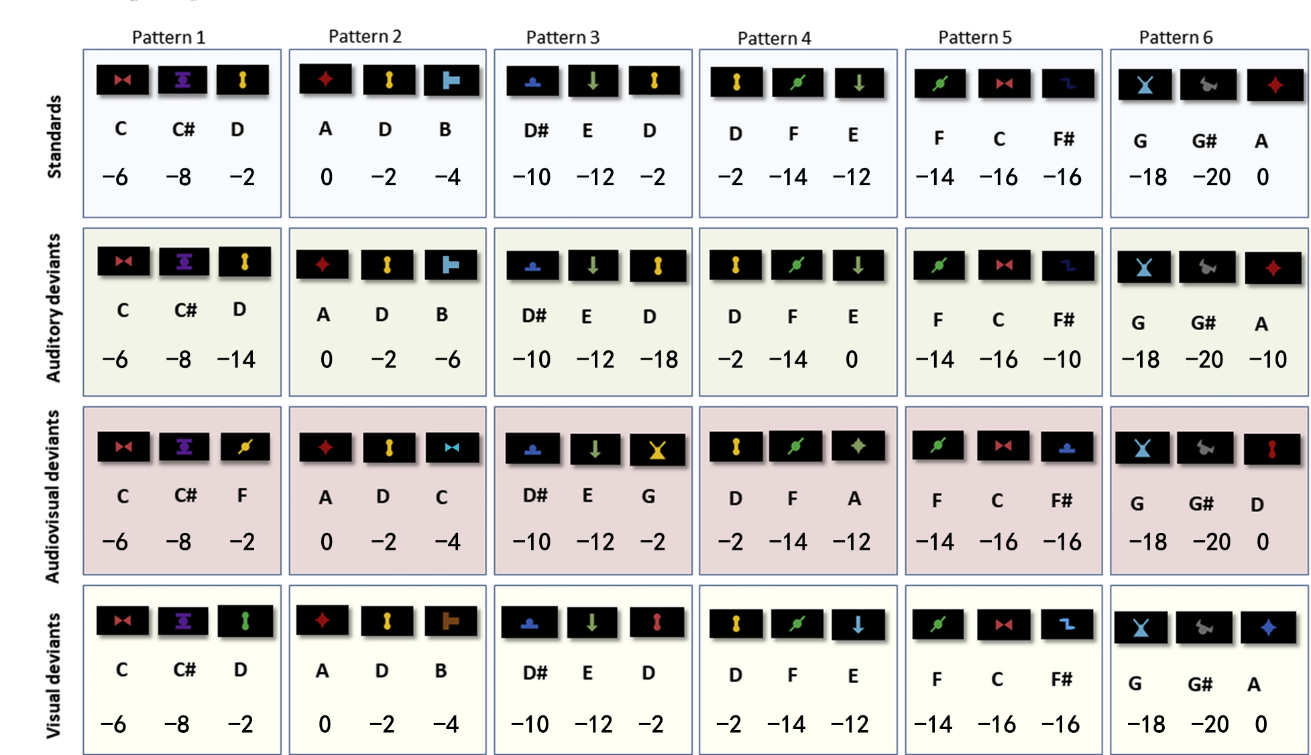 Pattern 1 Pattern 2 Pattern 3 Pattern 4 Pattern 5 Pattern 6
Standards
C C# D A D B D# E D D F E F C F# G G# A
−6 −8 −2 0 −2 −4 −10 −12 −2 −2 −14 −12 −14 −16 −16 −18 −20 0
Auditory deviants
C C# D A D B D# E D D F E F C F# G G# A
−6 −8 −14 0 −2 −6 −10 −12 −18 −2 −14 0 −14 −16 −10 −18 −20 −10
Audiovisual deviants
C C# F A D C D# E G D F A F C F# G G# D
−6 −8 −2 0 −2 −4 −10 −12 −2 −2 −14 −12 −14 −16 −16 −18 −20 0
Visual deviants
C C# D A D B D# E D D F E F C F# G G# A
−6 −8 −2 0 −2 −4 −10 −12 −2 −2 −14 −12 −14 −16 −16 −18 −20 0